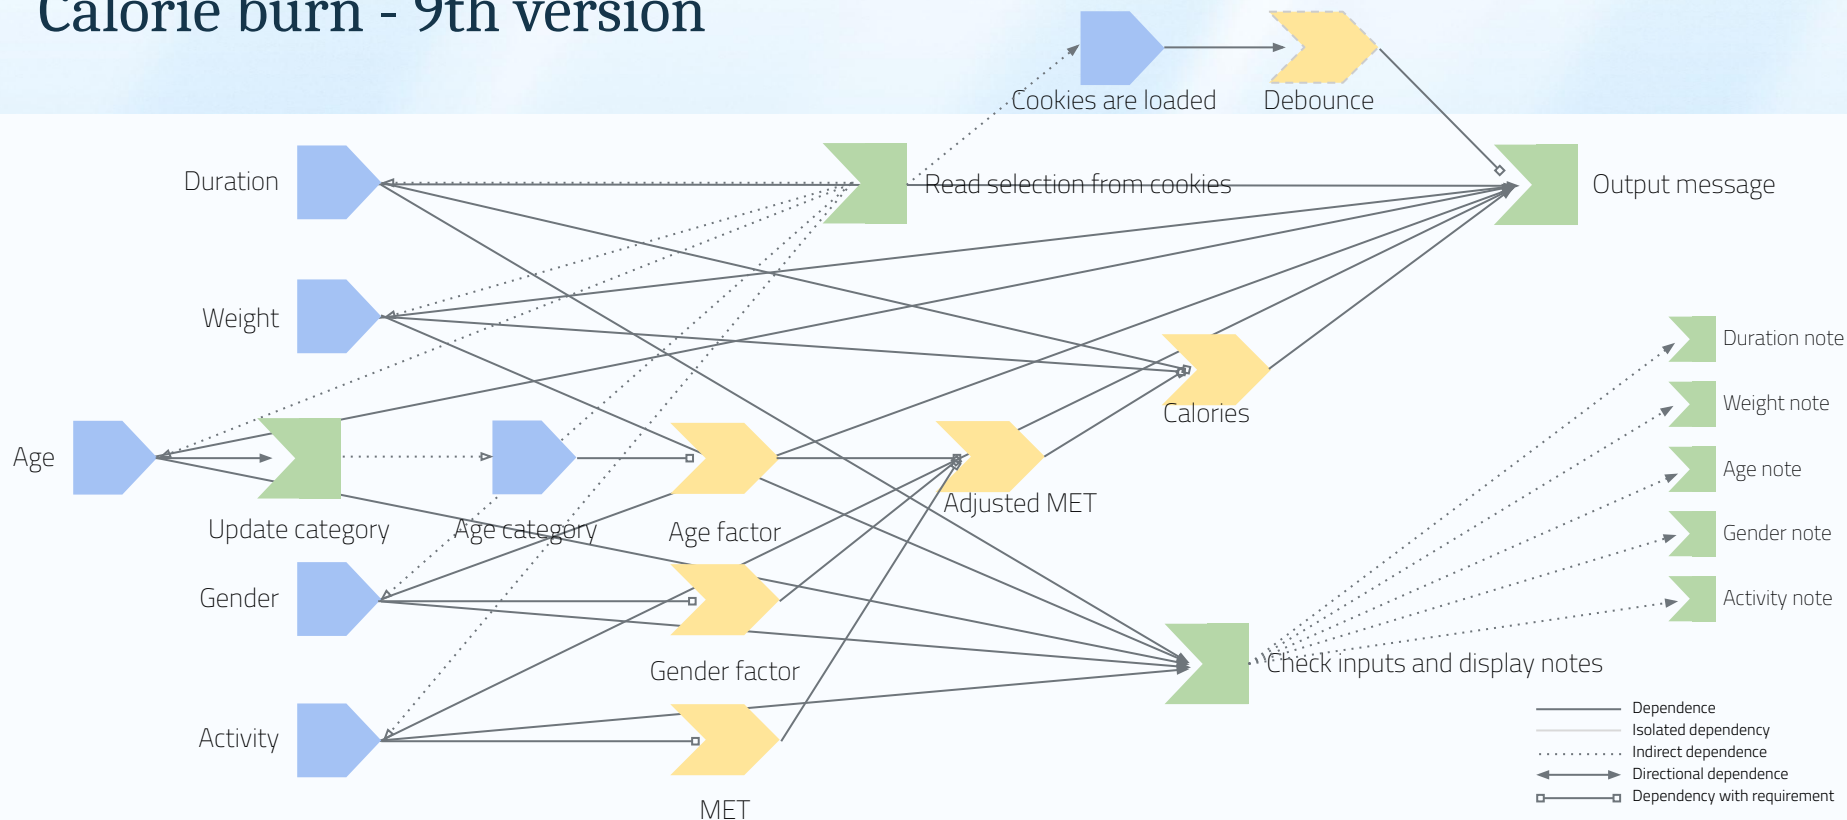 Calorie burn - 9th version
Cookies are loaded
Debounce
Duration
Read selection from cookies
Output message
Weight
Duration note
Calories
Weight note
Age
Age note
Adjusted MET
Update category
Age category
Age factor
Gender note
Gender
Activity note
Gender factor
Check inputs and display notes
Activity
MET
Dependence
Isolated dependency
Indirect dependence
Directional dependence
Dependency with requirement